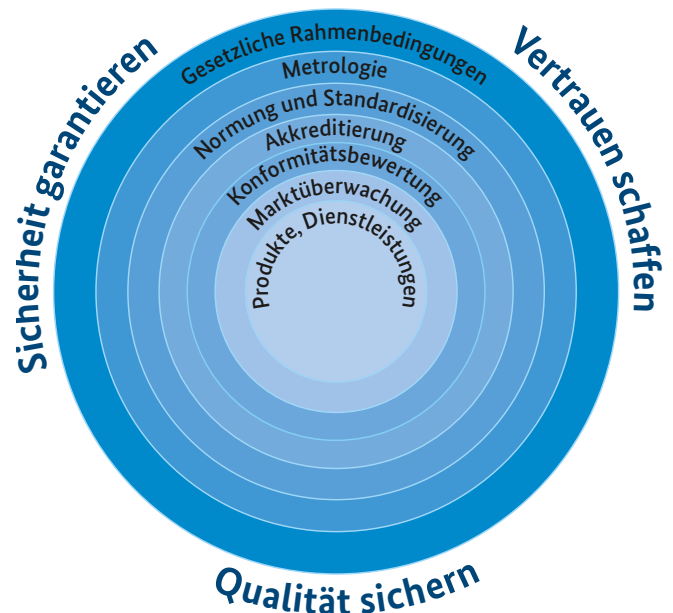 Sicherheit garantieren
Vertrauen schaffen
Gesetzliche Rahmenbedingungen
Metrologie
Normung und Standardisierung
Akkreditierung
Konformitätsbewertung
Marktüberwachung
Produkte, Dienstleistungen
Qualität sichern